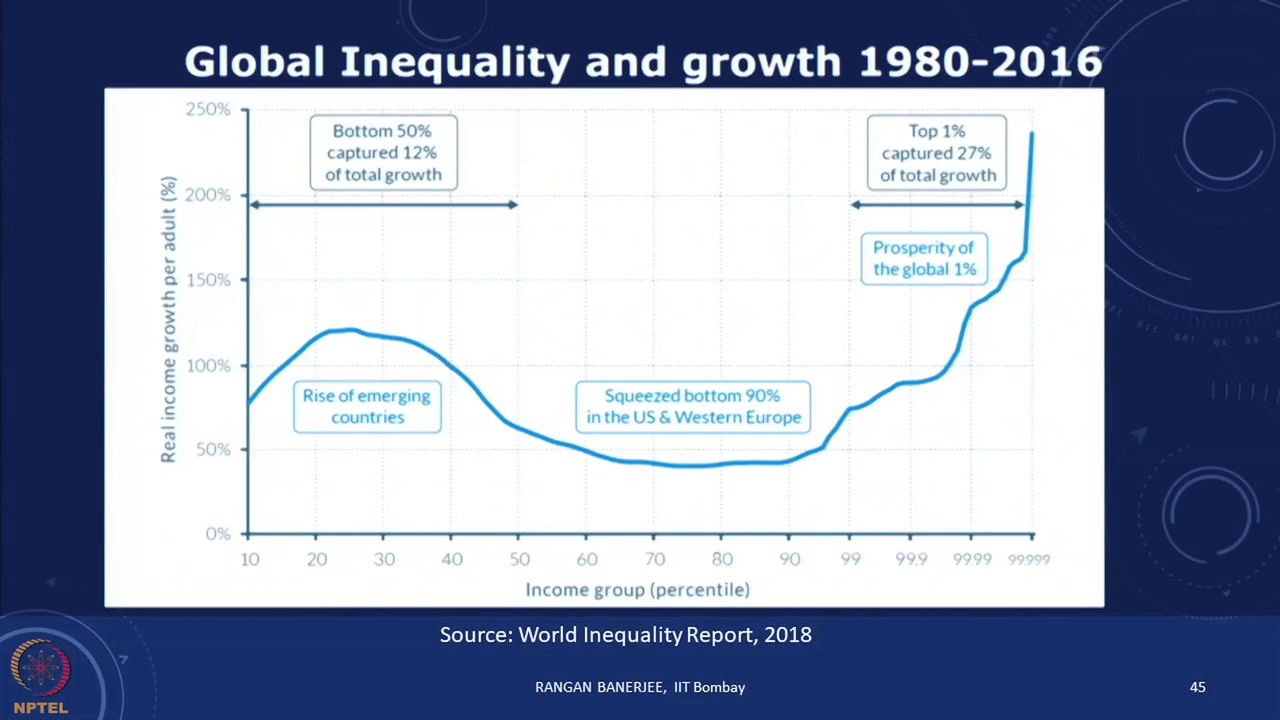 Global Inequality and growth 1980-2016
250%
200%
150%
100%
50%
0%
Real income growth per adult (%)
Bottom 50%
captured 12%
of total growth
Top 1%
captured 27%
of total growth
Prosperity of
the global 1%
Rise of emerging
countries
Squeezed bottom 90%
in the US & Western Europe
10 20 30 40 50 60 70 80 90 99 99.9 99.99 99.999
Income group (percentile)
Source: World Inequality Report, 2018
RANGAN BANERJEE, IIT Bombay
45
NPTEL